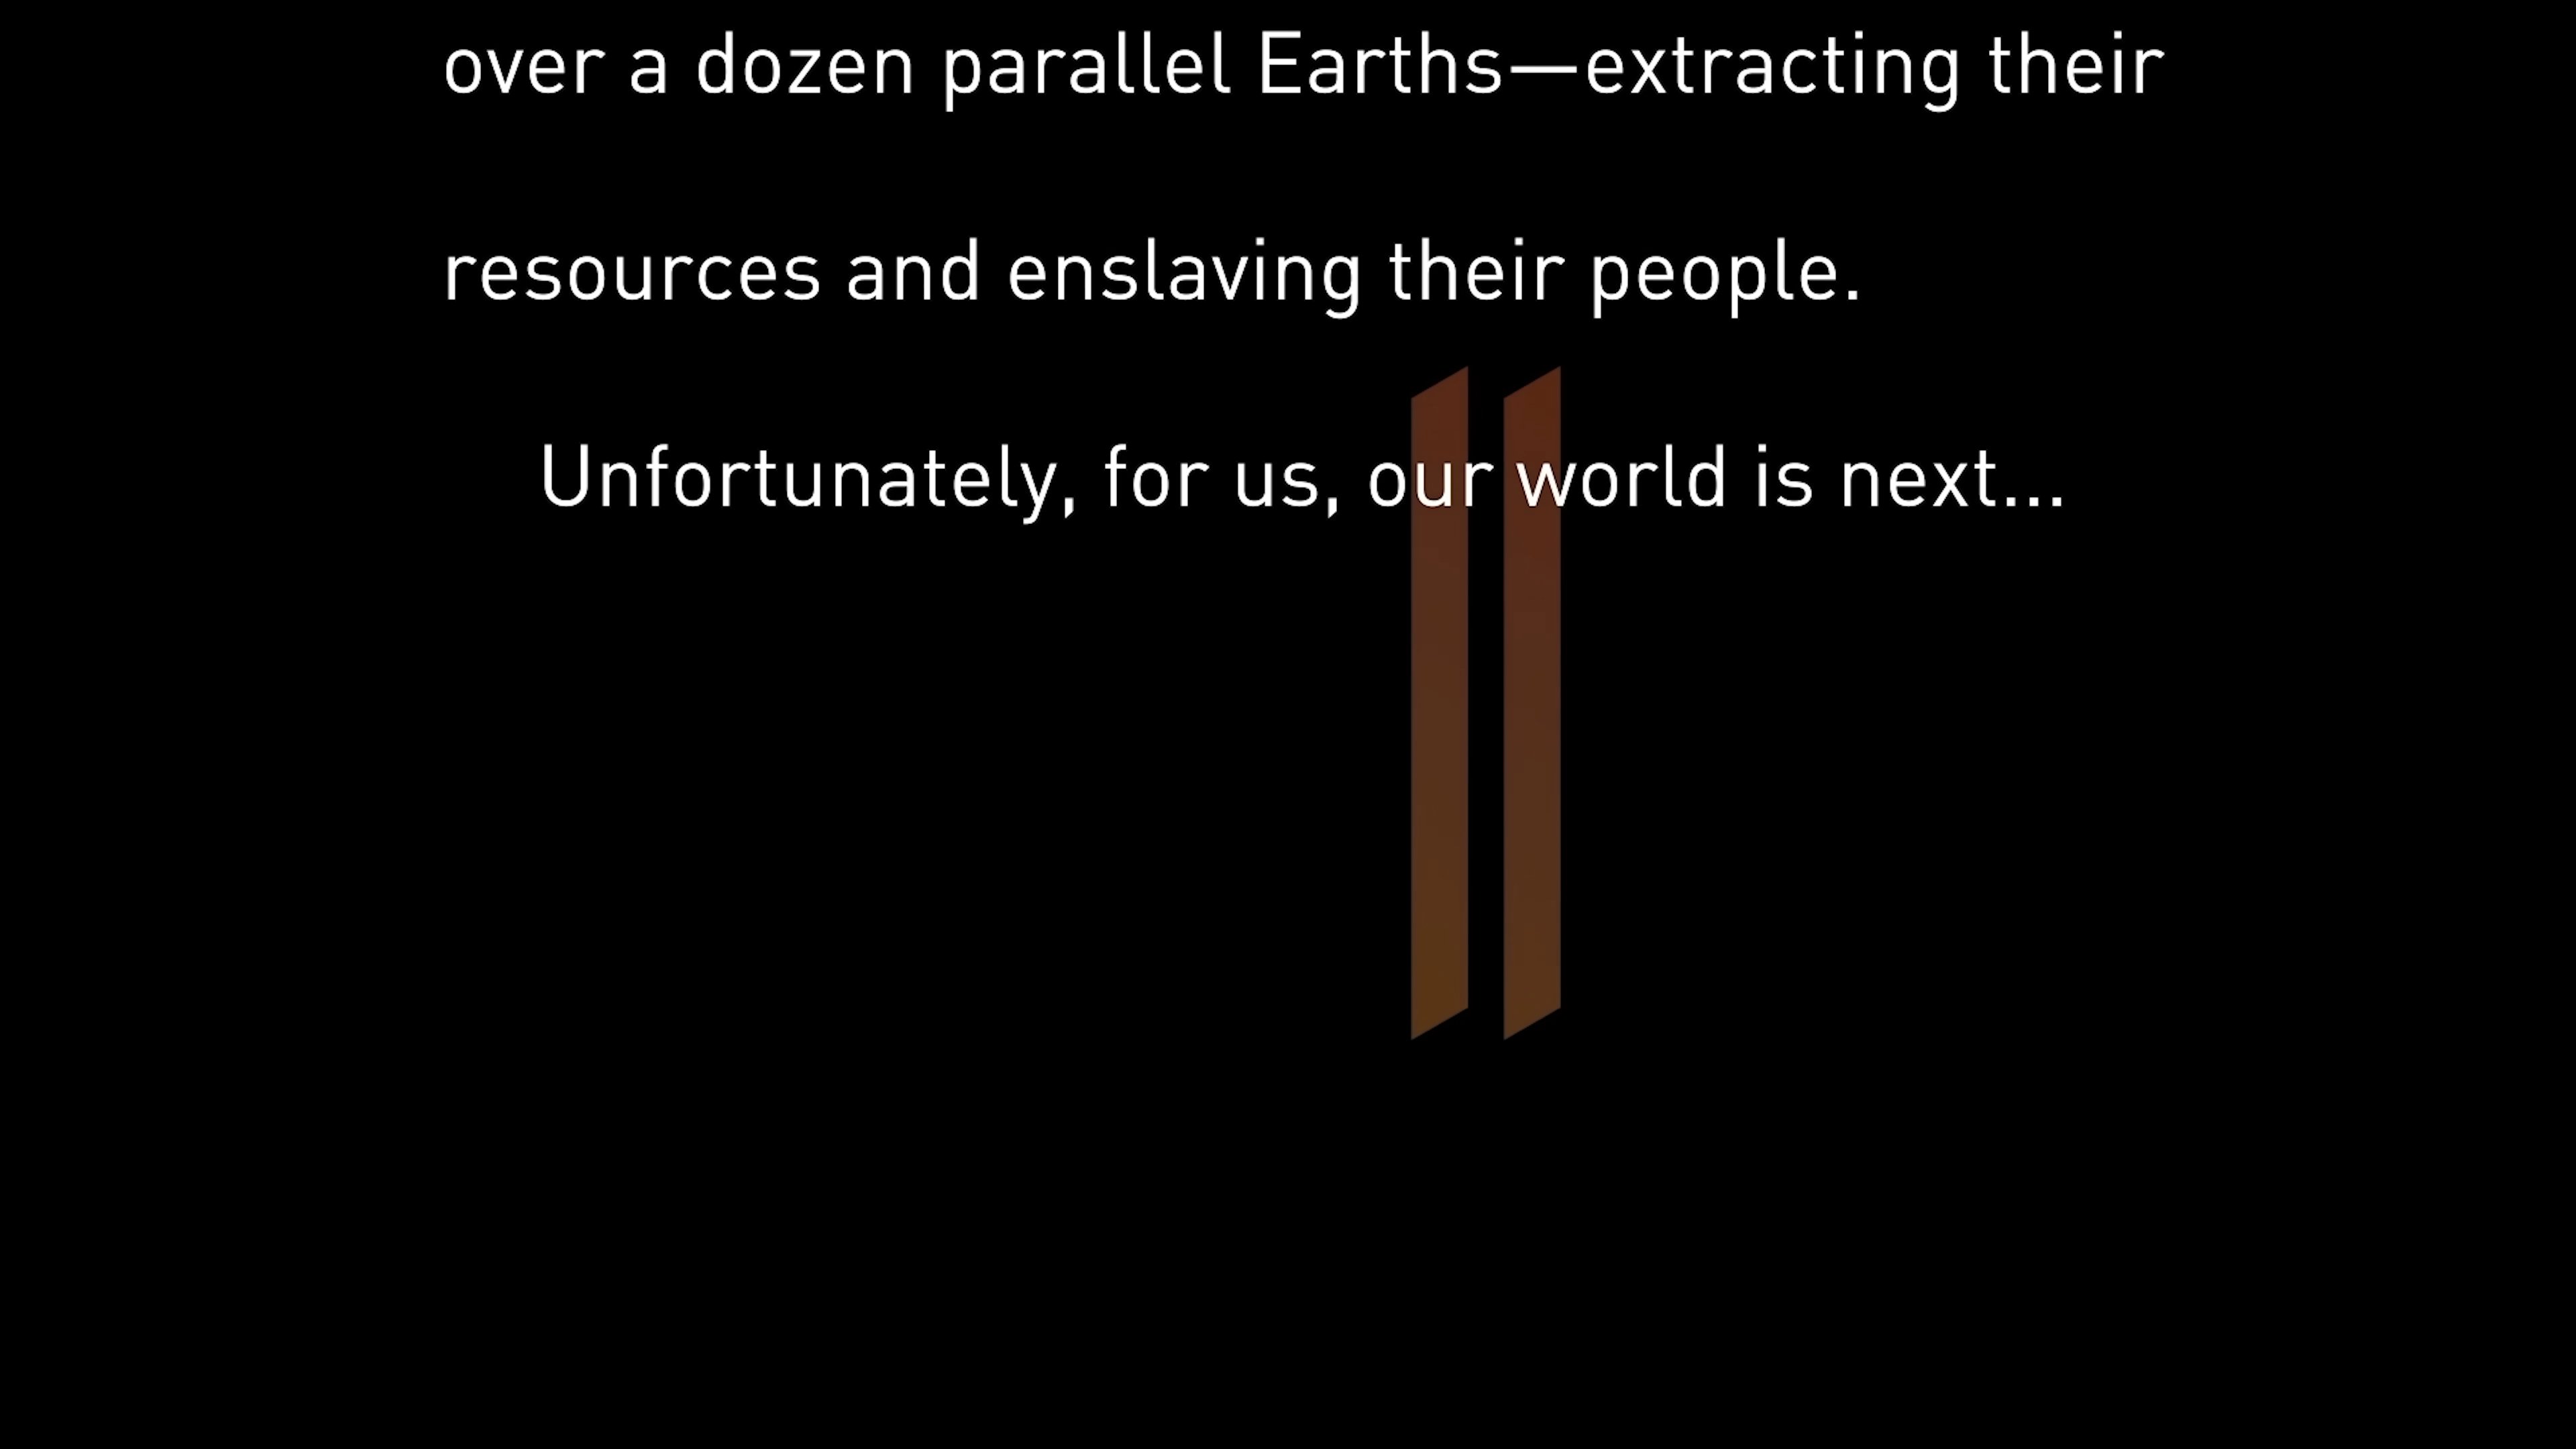 over a dozen parallel Earths—extracting their
resources and enslaving their people.
Unfortunately, for us, our world is next...